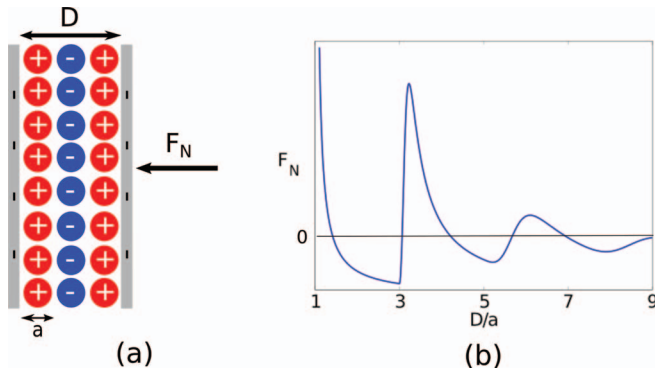 D
+ - +
+ - +
+ - +
+ - +
+ - +
+ - +
+ - +
+ - +
F_N
a
(a)
F_N
0
1 3 5 7 9
D/a
(b)